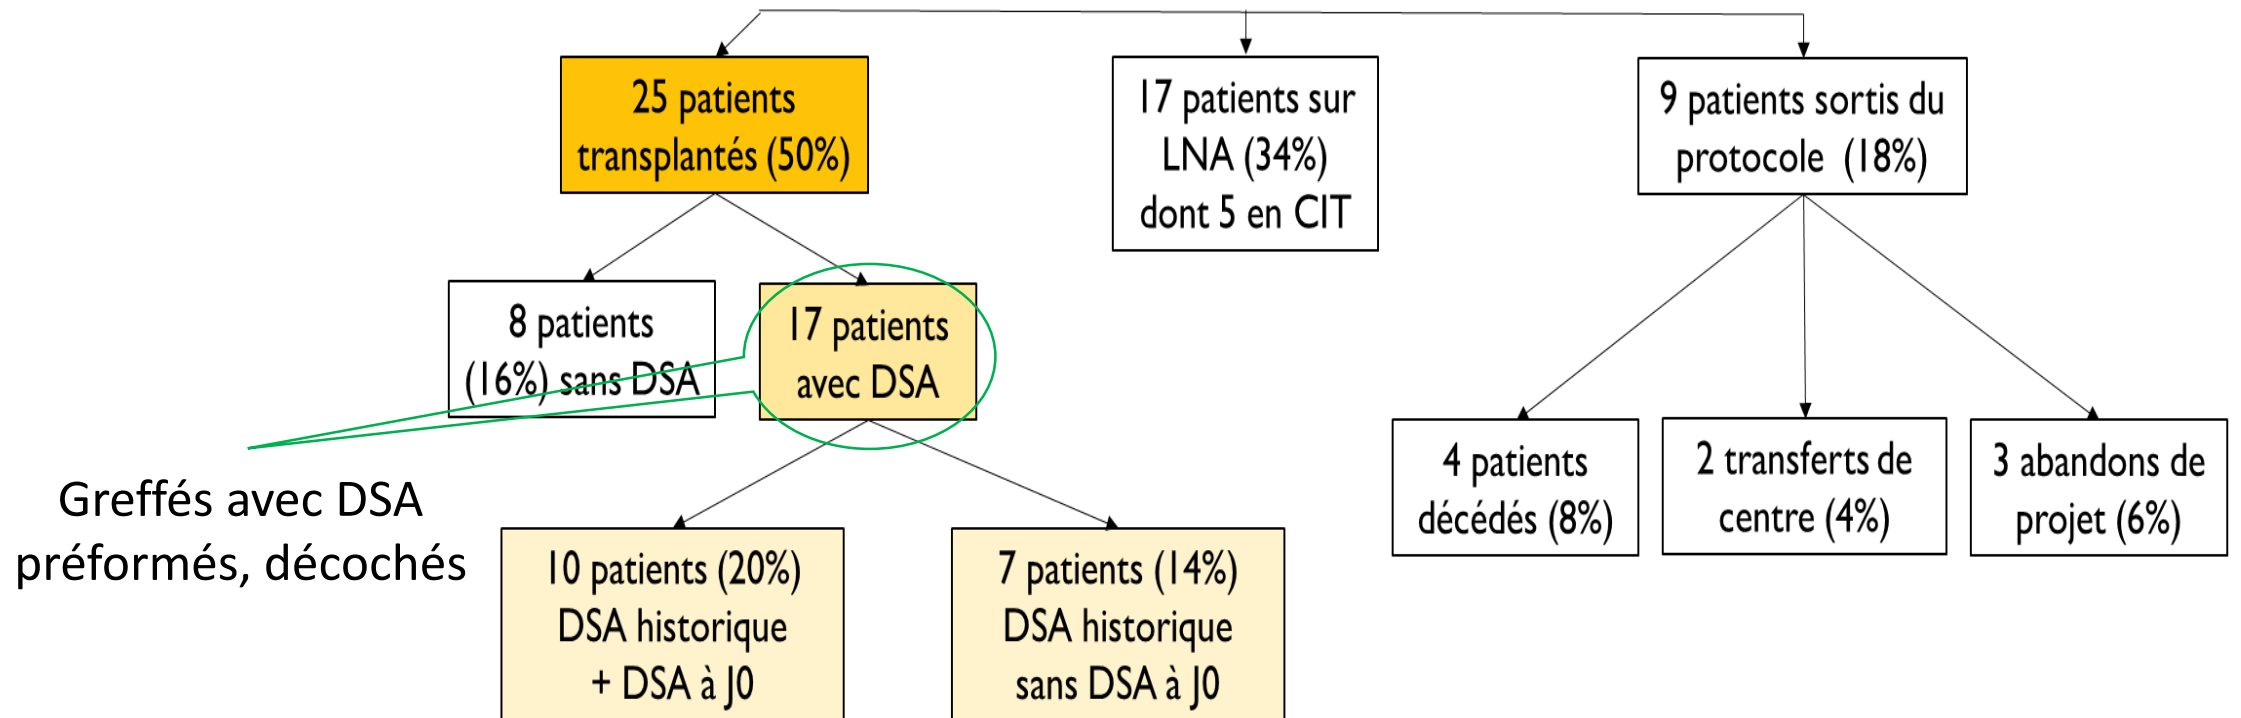 25 patients
transplantés (50%)
17 patients sur
LNA (34%)
dont 5 en CIT
9 patients sortis du
protocole (18%)
8 patients
(16%) sans DSA
17 patients
avec DSA
4 patients
décédés (8%)
2 transferts de
centre (4%)
3 abandons de
projet (6%)
Greffés avec DSA
préformés, décochés
10 patients (20%)
DSA historique
+ DSA à J0
7 patients (14%)
DSA historique
sans DSA à J0